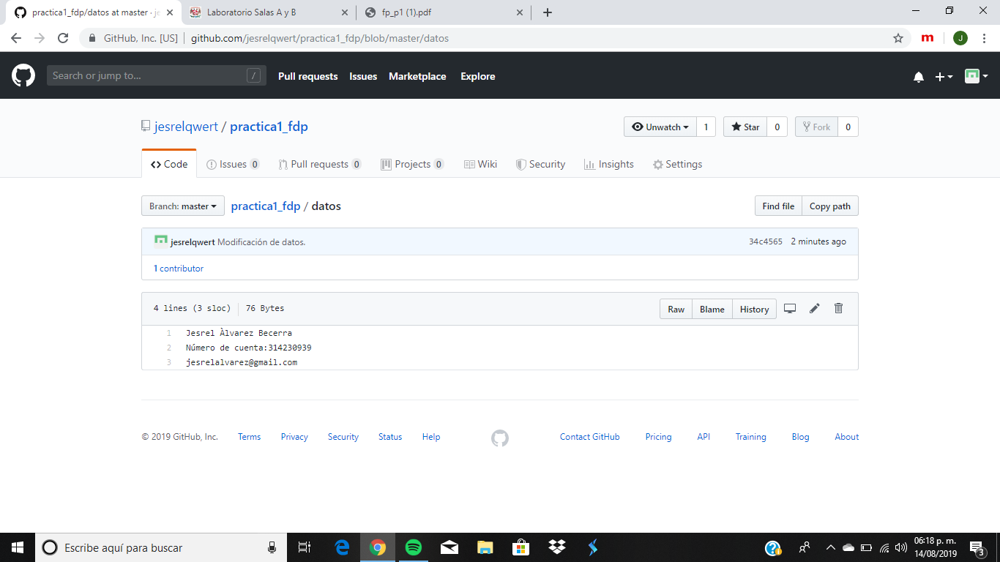 practica1_fdp/datos at master · je
Laboratorio Salas A y B
fp_p1 (1).pdf
GitHub, Inc. [US]
github.com/jesrelqwert/practica1_fdp/blob/master/datos
m
J
Search or jump to...
/
Pull requests
Issues
Marketplace
Explore
jesrelqwert / practica1_fdp
Unwatch 1
Star 0
Fork 0
Code
Issues 0
Pull requests 0
Projects 0
Wiki
Security
Insights
Settings
Branch: master
practica1_fdp / datos
Find file
Copy path
jesrelqwert Modificación de datos.
34c4565 2 minutes ago
1 contributor
4 lines (3 sloc)
76 Bytes
Raw
Blame
History
1 Jesrel Àlvarez Becerra
2 Número de cuenta:314230939
3 jesrelalvarez@gmail.com
© 2019 GitHub, Inc.
Terms
Privacy
Security
Status
Help
Contact GitHub
Pricing
API
Training
Blog
About
Escribe aquí para buscar
06:18 p. m.
14/08/2019
3